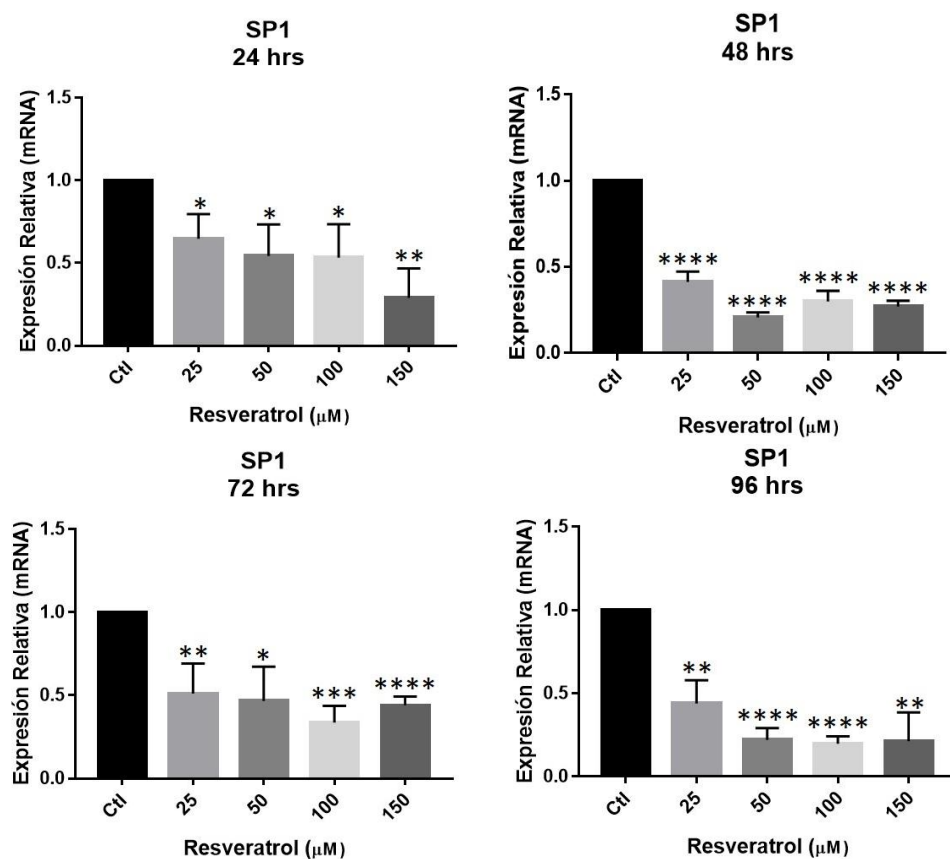 SP1
24 hrs
Expresión Relativa (mRNA)
1.5
1.0
0.5
0.0
*
*
*
**
Ctl
25
50
100
150
Resveratrol (μM)
SP1
48 hrs
Expresión Relativa (mRNA)
1.5
1.0
0.5
0.0
****
****
****
****
Ctl
25
50
100
150
Resveratrol (μM)
SP1
72 hrs
Expresión Relativa (mRNA)
1.5
1.0
0.5
0.0
**
*
***
****
Ctl
25
50
100
150
Resveratrol (μM)
SP1
96 hrs
Expresión Relativa (mRNA)
1.5
1.0
0.5
0.0
**
****
****
**
Ctl
25
50
100
150
Resveratrol (μM)